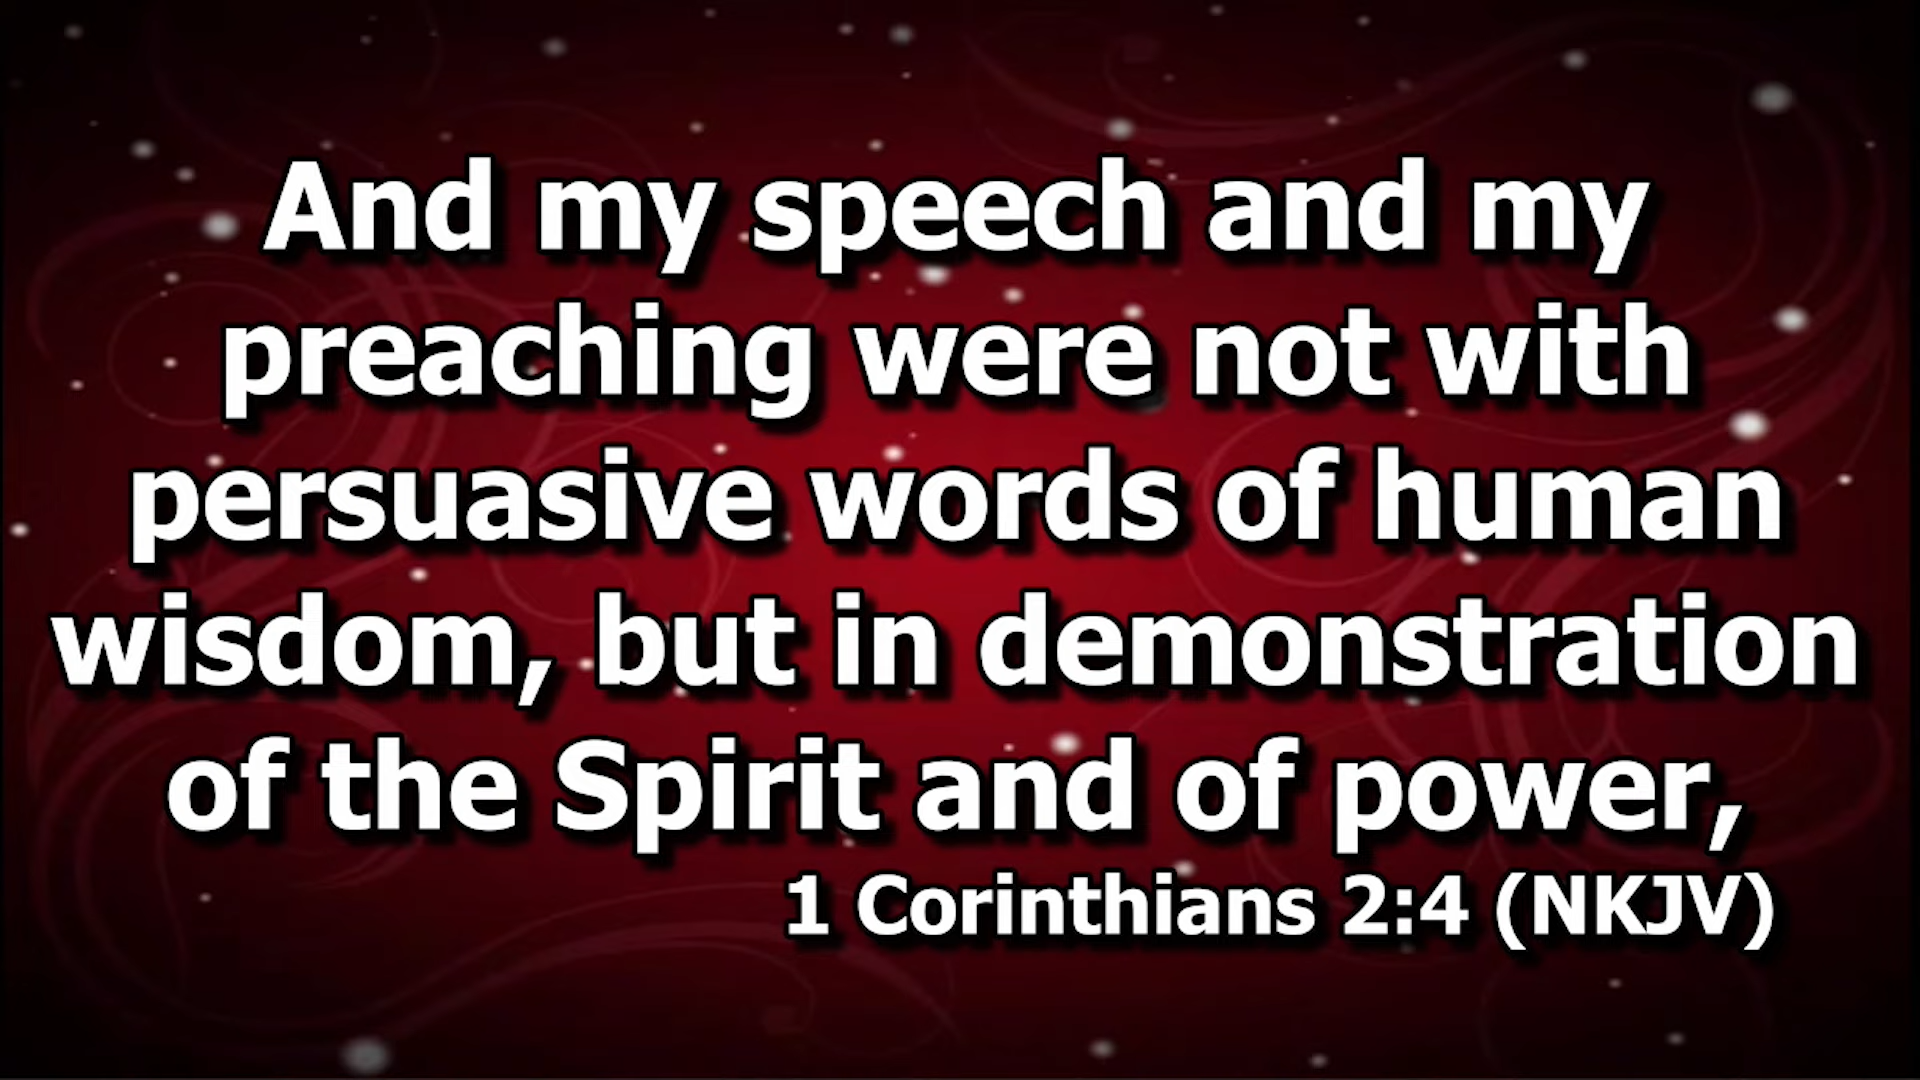 And my speech and my
preaching were not with
persuasive words of human
wisdom, but in demonstration
of the Spirit and of power,
1 Corinthians 2:4 (NKJV)